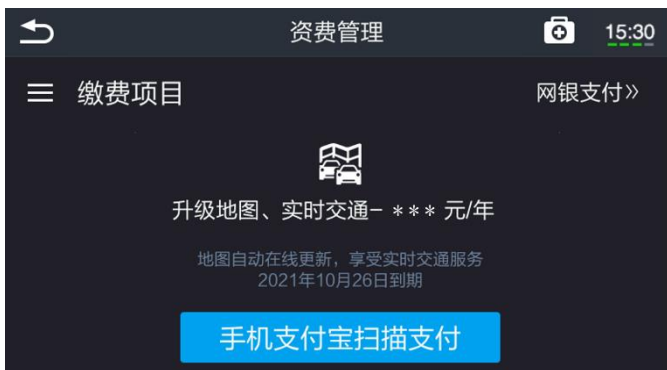 资费管理 15:30
缴费项目 网银支付》
升级地图、实时交通- *** 元/年
地图自动在线更新，享受实时交通服务
2021年10月26日到期
手机支付宝扫描支付